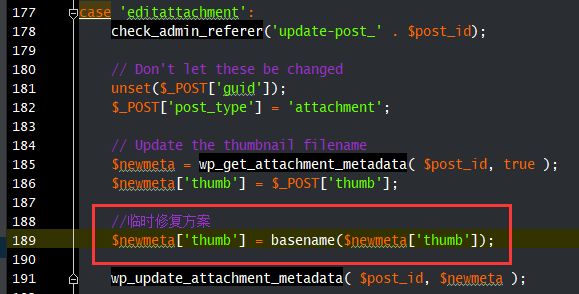 177 case 'editattachment':
178 check_admin_referer('update-post_' . $post_id);
179
180 // Don't let these be changed
181 unset($_POST['guid']);
182 $_POST['post_type'] = 'attachment';
183
184 // Update the thumbnail filename
185 $newmeta = wp_get_attachment_metadata( $post_id, true );
186 $newmeta['thumb'] = $_POST['thumb'];
187
188 //临时修复方案
189 $newmeta['thumb'] = basename($newmeta['thumb']);
190
191 wp_update_attachment_metadata( $post_id, $newmeta );